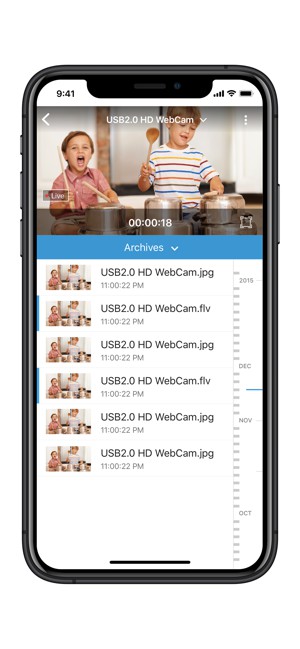 9:41
USB2.0 HD WebCam
Live
00:00:18
Archives
USB2.0 HD WebCam.jpg
11:00:22 PM
USB2.0 HD WebCam.flv
11:00:22 PM
USB2.0 HD WebCam.jpg
11:00:22 PM
USB2.0 HD WebCam.flv
11:00:22 PM
USB2.0 HD WebCam.jpg
11:00:22 PM
USB2.0 HD WebCam.jpg
11:00:22 PM
2015
DEC
NOV
OCT